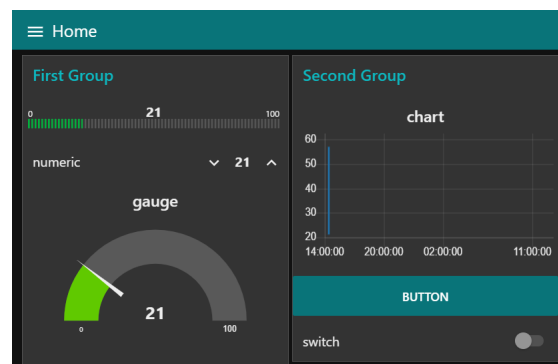 Home
First Group
0 21 100
numeric 21
gauge
21
0 100
Second Group
chart
60
50
40
30
20
14:00:00 20:00:00 02:00:00 11:00:00
BUTTON
switch